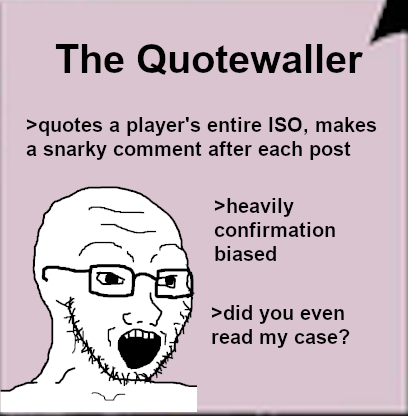 The Quotewaller
>quotes a player's entire ISO, makes
a snarky comment after each post
>heavily
confirmation
biased
>did you even
read my case?